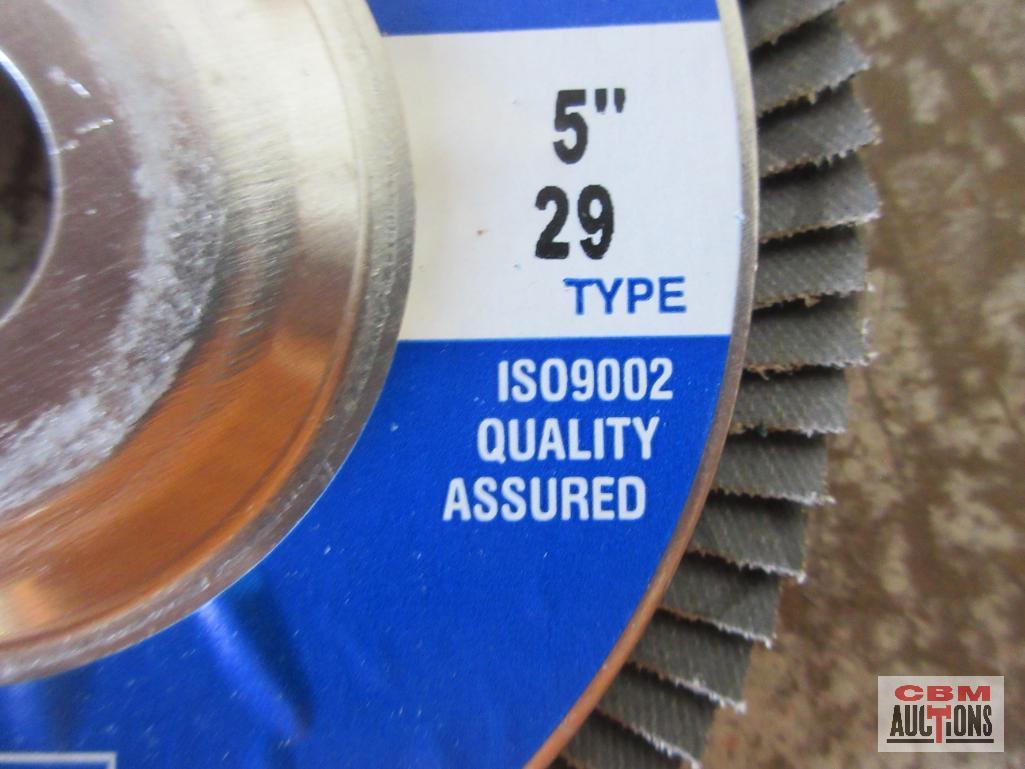 5"
29
TYPE
ISO9002
QUALITY
ASSURED
CBM
AUCTIONS